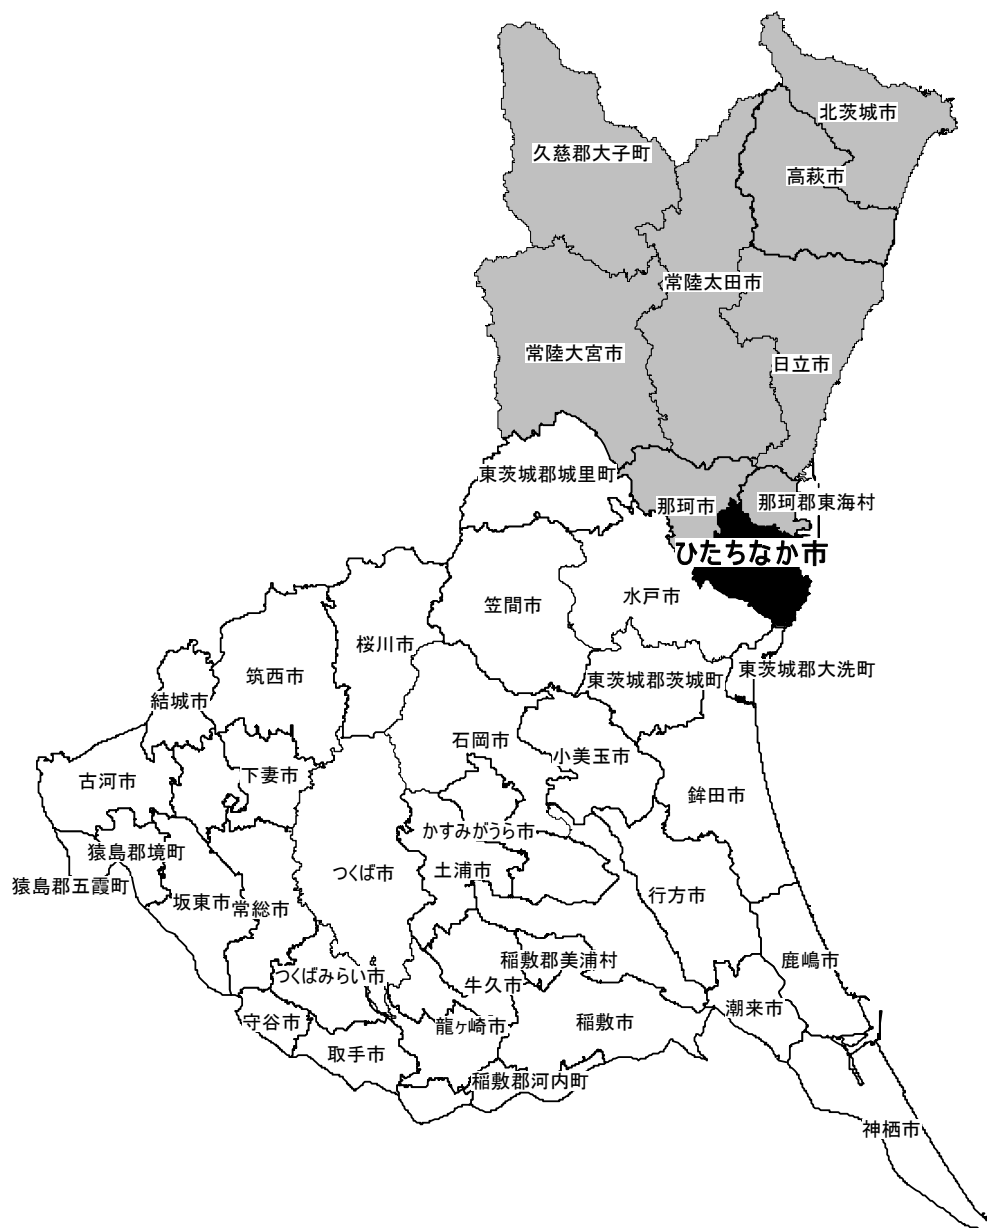 北茨城市
久慈郡大子町
高萩市
常陸太田市
常陸大宮市
日立市
東茨城郡城里町
那珂市
那珂郡東海村
ひたちなか市
水戸市
笠間市
桜川市
東茨城郡大洗町
筑西市
東茨城郡茨城町
結城市
石岡市
小美玉市
下妻市
古河市
鉾田市
かすみがうら市
猿島郡境町
土浦市
つくば市
猿島郡五霞町
行方市
坂東市
常総市
稲敷郡美浦村
鹿嶋市
つくばみらい市
牛久市
潮来市
守谷市
龍ヶ崎市
稲敷市
取手市
稲敷郡河内町
神栖市